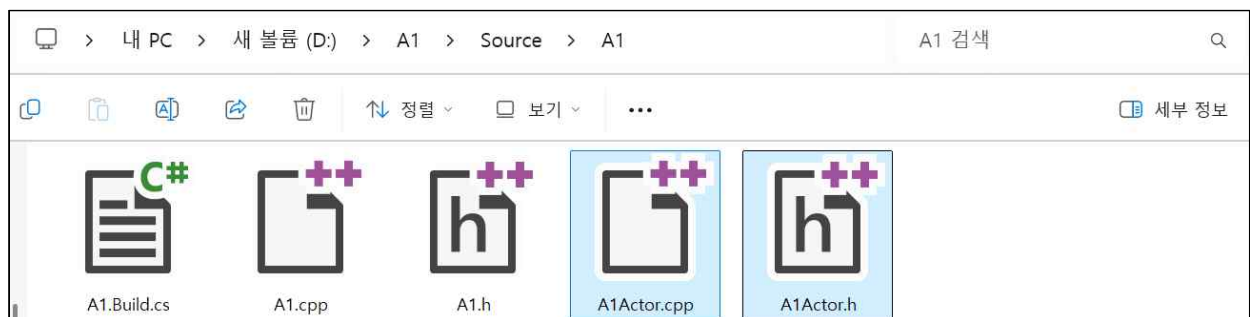 내 PC > 새 볼륨 (D:) > A1 > Source > A1 A1 검색
정렬 보기 세부 정보
C# ++ ++ ++ ++
h h
A1.Build.cs A1.cpp A1.h A1Actor.cpp A1Actor.h